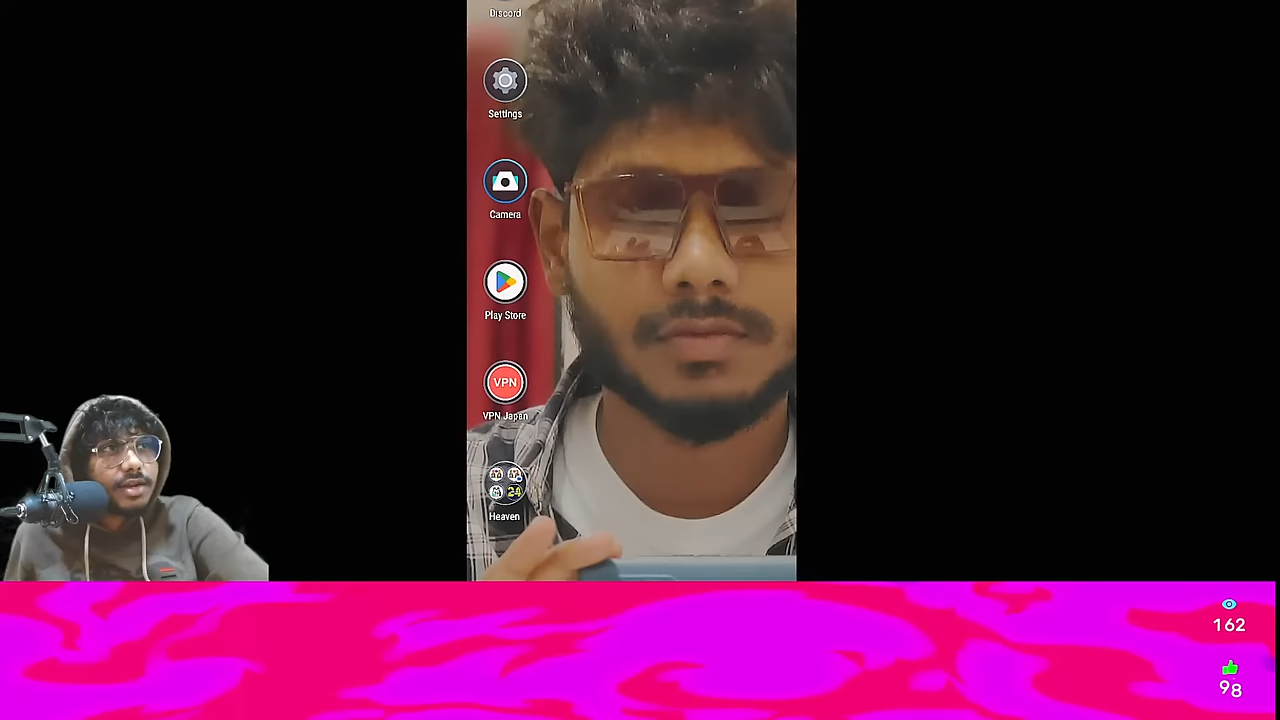 Discord
Settings
Camera
Play Store
VPN
VPN Japan
24
Heaven
162
98